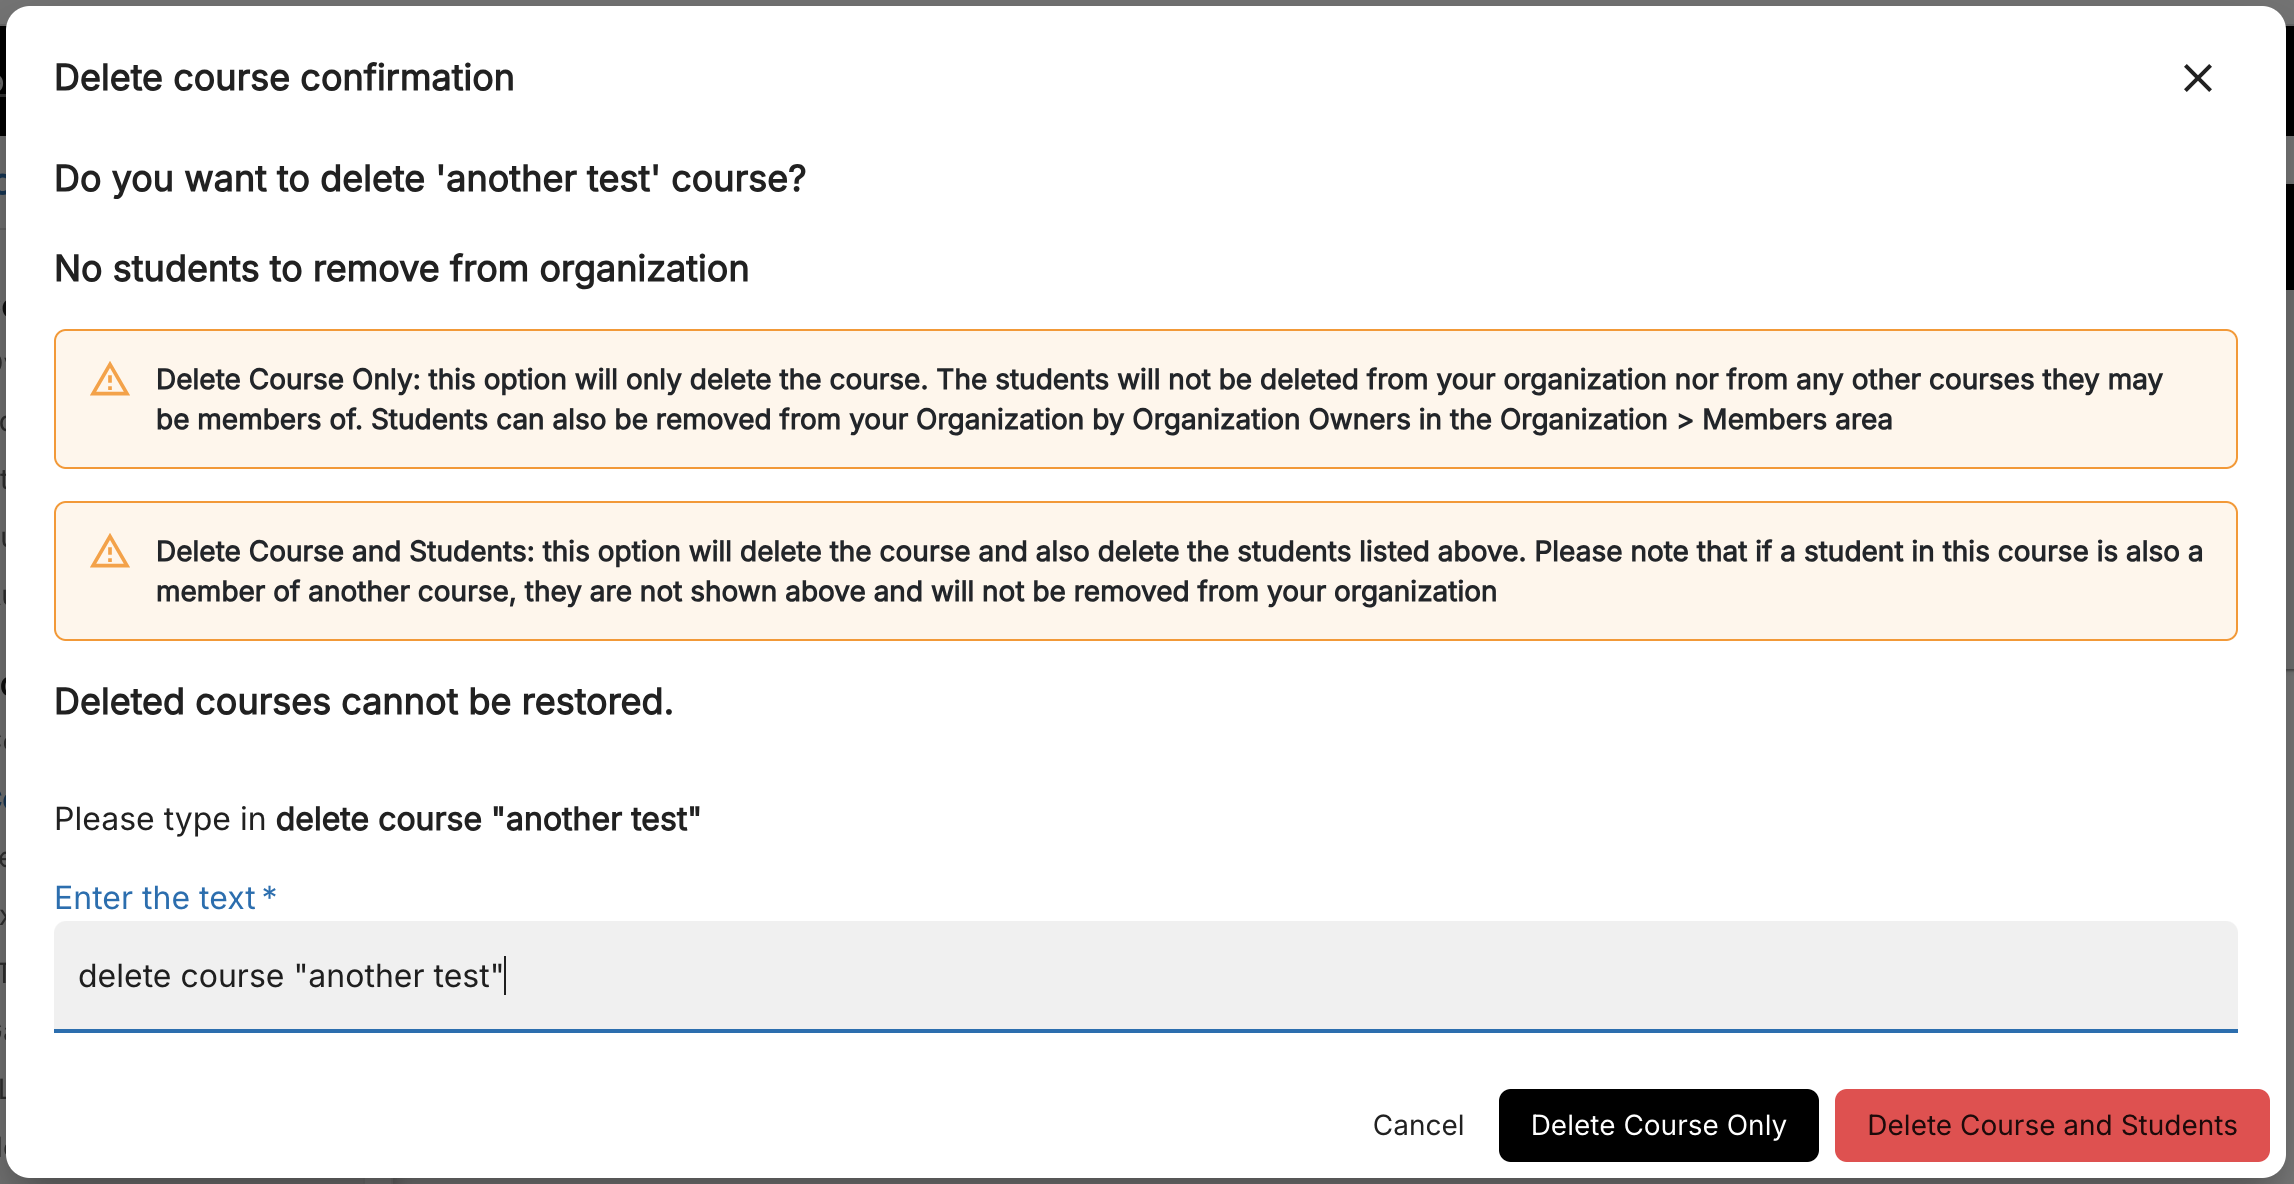 Delete course confirmation
Do you want to delete 'another test' course?
No students to remove from organization
Delete Course Only: this option will only delete the course. The students will not be deleted from your organization nor from any other courses they may
be members of. Students can also be removed from your Organization by Organization Owners in the Organization > Members area
Delete Course and Students: this option will delete the course and also delete the students listed above. Please note that if a student in this course is also a
member of another course, they are not shown above and will not be removed from your organization
Deleted courses cannot be restored.
Please type in delete course "another test"
Enter the text *
delete course "another test"
Cancel
Delete Course Only
Delete Course and Students